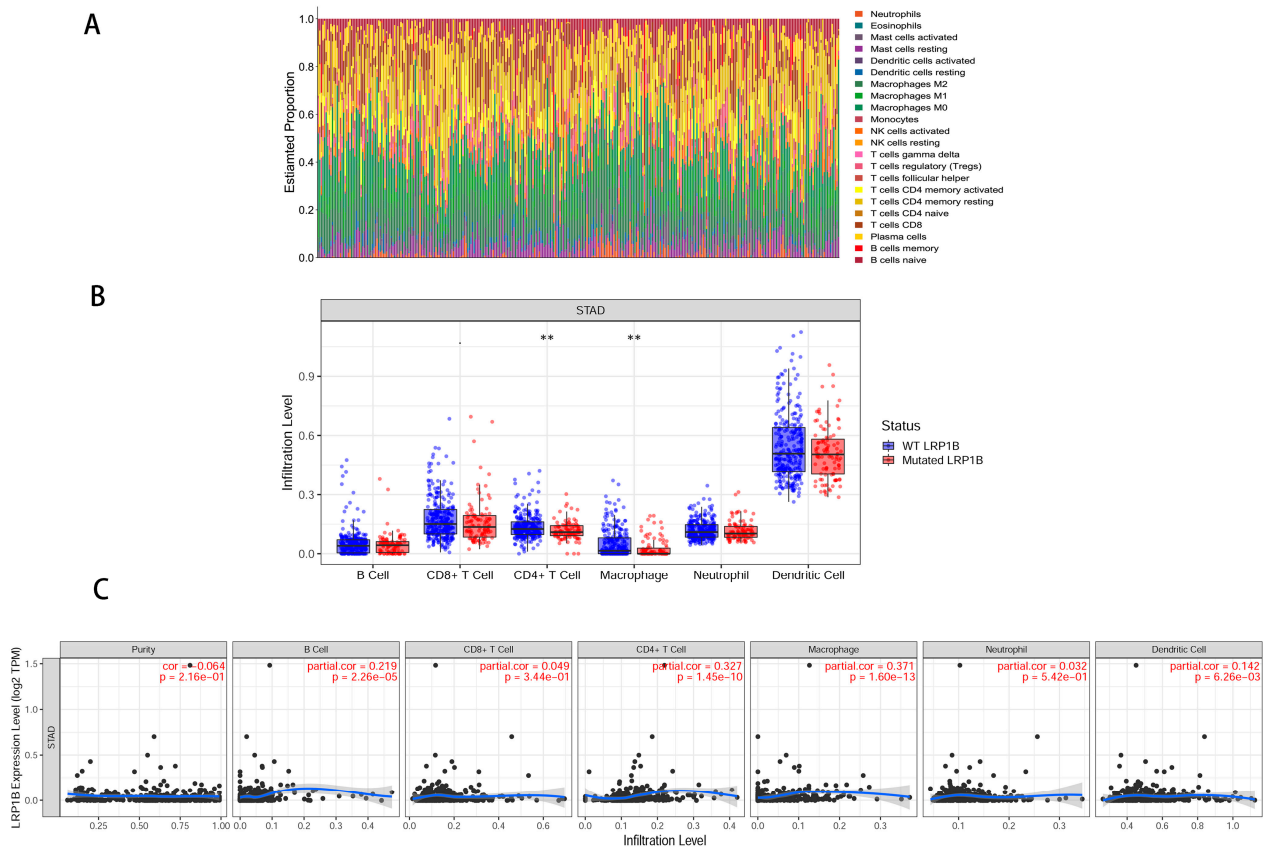 A
Estiamted Proportion
1.0
0.8
0.6
0.4
0.2
0.0
Neutrophils
Eosinophils
Mast cells activated
Mast cells resting
Dendritic cells activated
Dendritic cells resting
Macrophages M2
Macrophages M1
Macrophages M0
Monocytes
NK cells activated
NK cells resting
T cells gamma delta
T cells regulatory (Tregs)
T cells follicular helper
T cells CD4 memory activated
T cells CD4 memory resting
T cells CD4 naive
T cells CD8
Plasma cells
B cells memory
B cells naive
B
STAD
** **
Infiltration Level
0.9
0.6
0.3
0.0
B Cell CD8+ T Cell CD4+ T Cell Macrophage Neutrophil Dendritic Cell
Status
WT LRP1B
Mutated LRP1B
C
LRP1B Expression Level (log2 TPM)
STAD
Purity B Cell CD8+ T Cell CD4+ T Cell Macrophage Neutrophil Dendritic Cell
cor = -0.064 partial.cor = 0.219 partial.cor = 0.049 partial.cor = 0.327 partial.cor = 0.371 partial.cor = 0.032 partial.cor = 0.142
p = 2.16e-01 p = 2.26e-05 p = 3.44e-01 p = 1.45e-10 p = 1.60e-13 p = 5.42e-01 p = 6.26e-03
1.5
1.0
0.5
0.0
0.25 0.50 0.75 1.00 0.0 0.1 0.2 0.3 0.4 0.0 0.2 0.4 0.6 0.0 0.1 0.2 0.3 0.4 0.0 0.1 0.2 0.3 0.1 0.2 0.3 0.4 0.6 0.8 1.0
Infiltration Level